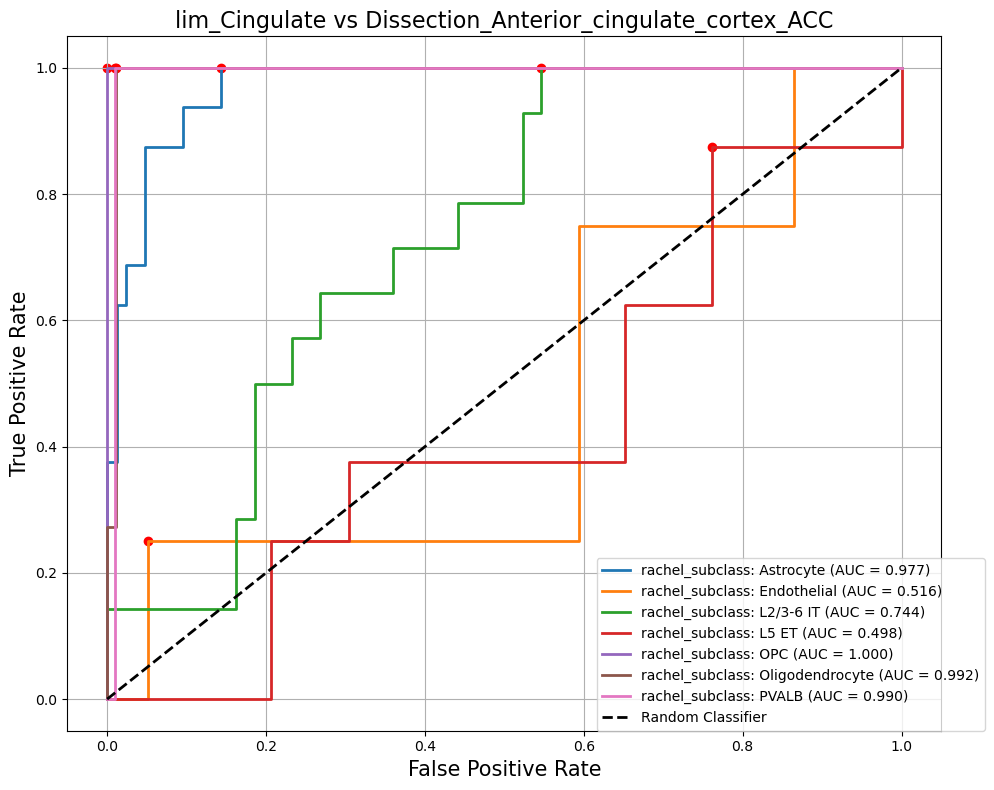 lim_Cingulate vs Dissection_Anterior_cingulate_cortex_ACC
True Positive Rate
1.0
0.8
0.6
0.4
0.2
0.0
rachel_subclass: Astrocyte (AUC = 0.977)
rachel_subclass: Endothelial (AUC = 0.516)
rachel_subclass: L2/3-6 IT (AUC = 0.744)
rachel_subclass: L5 ET (AUC = 0.498)
rachel_subclass: OPC (AUC = 1.000)
rachel_subclass: Oligodendrocyte (AUC = 0.992)
rachel_subclass: PVALB (AUC = 0.990)
Random Classifier
0.0 0.2 0.4 0.6 0.8 1.0
False Positive Rate